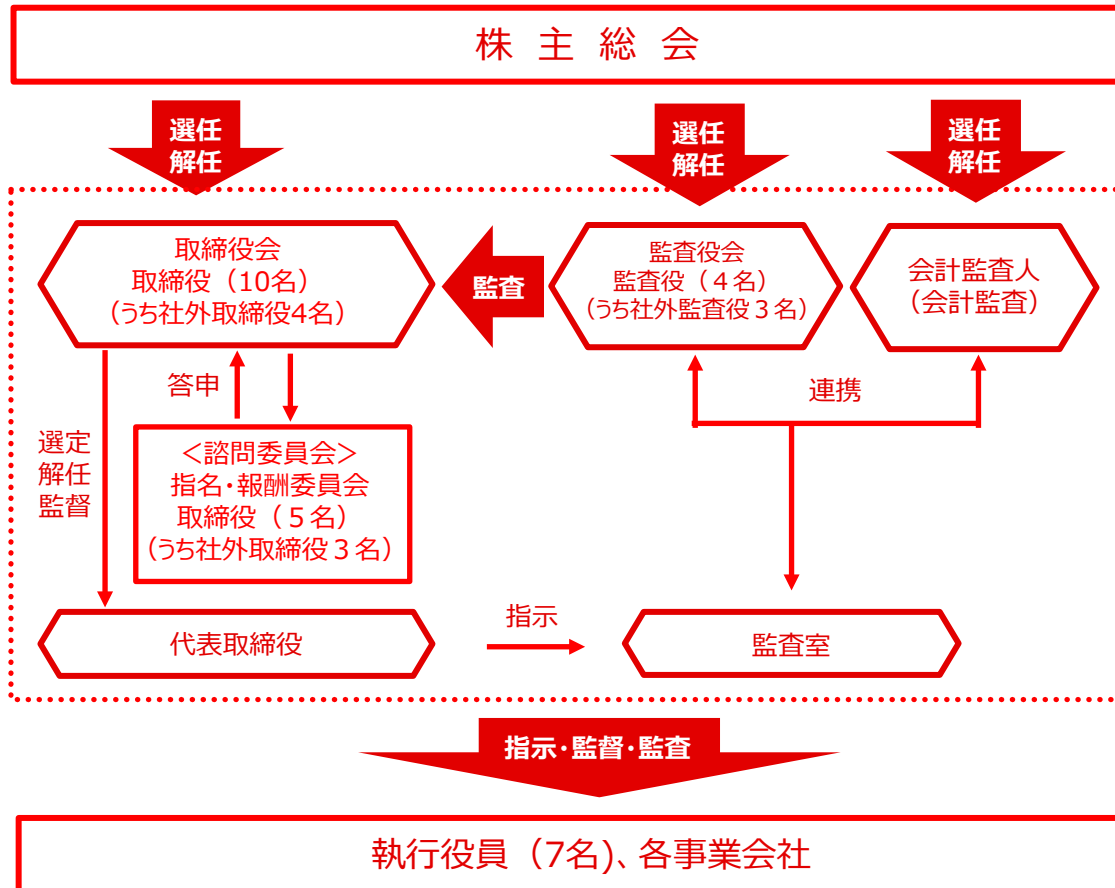 株 主 総 会
選任
解任
選任
解任
選任
解任
取締役会
取締役（10名）
（うち社外取締役4名）
監査
監査役会
監査役（４名）
（うち社外監査役３名）
会計監査人
（会計監査）
答申
連携
選定
解任
監督
＜諮問委員会＞
指名・報酬委員会
取締役（５名）
（うち社外取締役３名）
代表取締役
指示
監査室
指示・監督・監査
執行役員（7名)、各事業会社